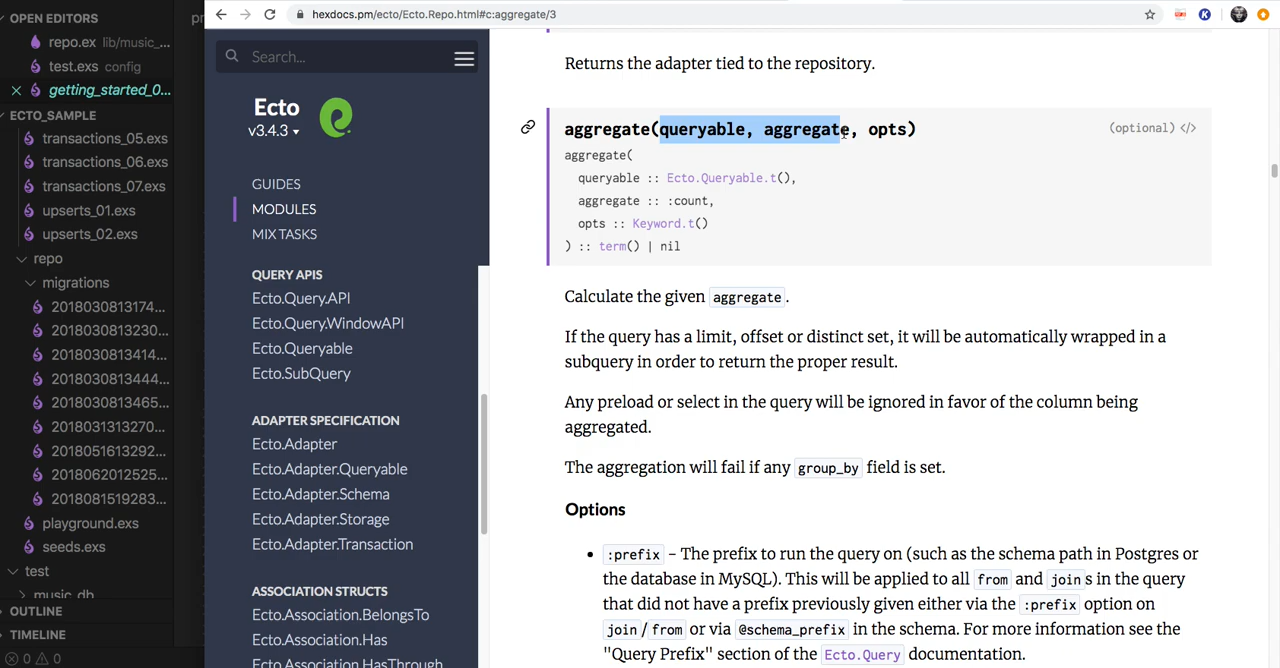 OPEN EDITORS
repo.ex lib/music_...
test.exs config
getting_started_0...
ECTO_SAMPLE
transactions_05.exs
transactions_06.exs
transactions_07.exs
upserts_01.exs
upserts_02.exs
repo
migrations
2018030813174...
2018030813230...
2018030813414...
2018030813444...
2018030813465...
2018031313270...
2018051613292...
2018062012525...
2018081519283...
playground.exs
seeds.exs
test
music_db
OUTLINE
TIMELINE
0 0
pr
hexdocs.pm/ecto/Ecto.Repo.html#c:aggregate/3
K
Search...
Ecto
v3.4.3
GUIDES
MODULES
MIX TASKS
QUERY APIS
Ecto.Query.API
Ecto.Query.WindowAPI
Ecto.Queryable
Ecto.SubQuery
ADAPTER SPECIFICATION
Ecto.Adapter
Ecto.Adapter.Queryable
Ecto.Adapter.Schema
Ecto.Adapter.Storage
Ecto.Adapter.Transaction
ASSOCIATION STRUCTS
Ecto.Association.BelongsTo
Ecto.Association.Has
Ecto.Association.HasThrough
Returns the adapter tied to the repository.
aggregate(queryable, aggregate, opts) (optional) </>
aggregate(
queryable :: Ecto.Queryable.t(),
aggregate :: :count,
opts :: Keyword.t()
) :: term() | nil
Calculate the given aggregate.
If the query has a limit, offset or distinct set, it will be automatically wrapped in a
subquery in order to return the proper result.
Any preload or select in the query will be ignored in favor of the column being
aggregated.
The aggregation will fail if any group_by field is set.
Options
• :prefix - The prefix to run the query on (such as the schema path in Postgres or
the database in MySQL). This will be applied to all from and joins in the query
that did not have a prefix previously given either via the :prefix option on
join/from or via @schema_prefix in the schema. For more information see the
"Query Prefix" section of the Ecto.Query documentation.